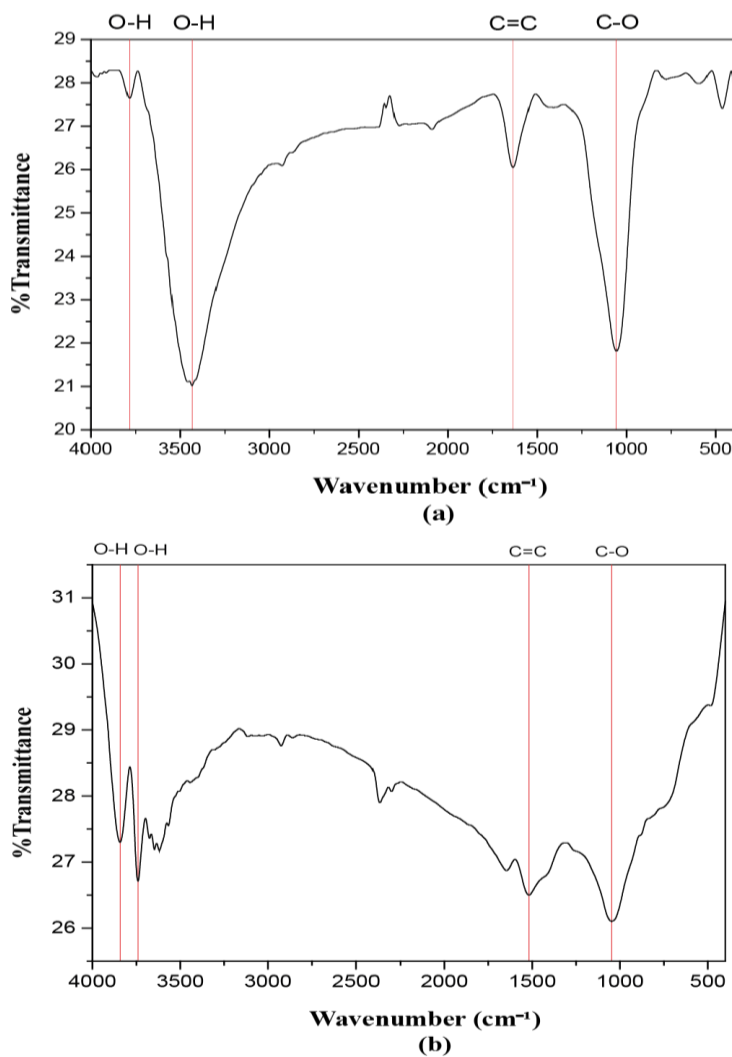 O-H O-H C=C C-O
29
28
27
26
25
24
23
22
21
20
%Transmittance
4000 3500 3000 2500 2000 1500 1000 500
Wavenumber (cm⁻¹)
(a)
O-H O-H C=C C-O
31
30
29
28
27
26
%Transmittance
4000 3500 3000 2500 2000 1500 1000 500
Wavenumber (cm⁻¹)
(b)